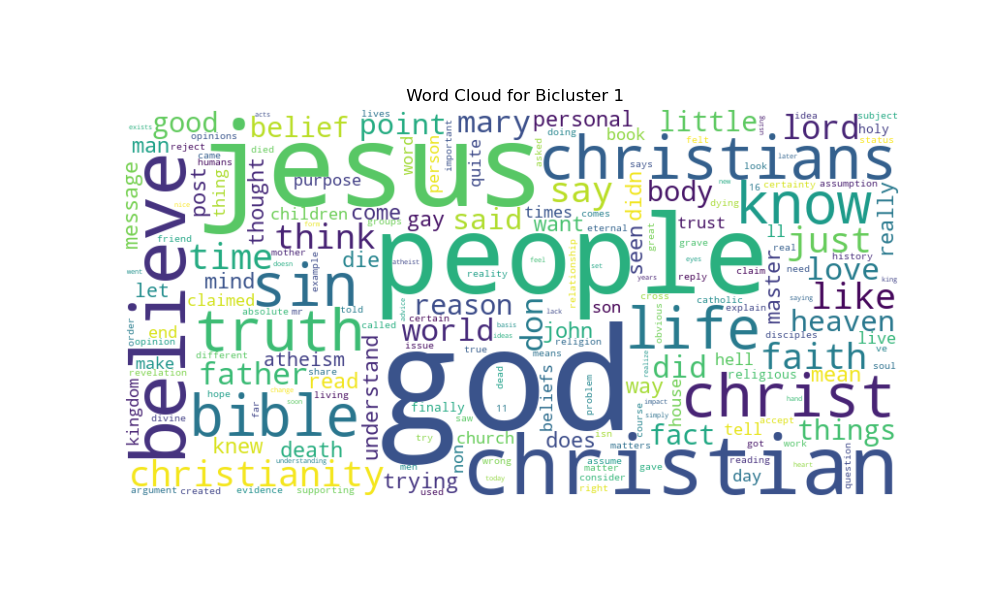 Word Cloud for Bicluster 1
exists
acts
lives
good
opinions
belief
point
important
mary
personal
doing
book
little
using
idea
subject
lord
holy
status
man
reject
came
humans
died
jesus
word
person
quite
asked
christians
says
felt
look
later
message
post
thing
thought
purpose
children
come
groups
gay
said
say
times
want
comes
eternal
didn
body
new
dying
certainty
16
assumption
know
really
believe
friend
mother
think
people
seen
great
trust
grave
ll
just
real
history
went
let
time
doesn
example
die
atheist
reality
feel
set
relationship
years
eyes
reply
claim
need
love
king
master
saying
like
claimed
mind
sin
told
absolute
mr
advice
reason
certain
lack
son
cross
catholic
explain
heaven
order
end
opinion
make
truth
called
world
issue
basis
ideas
true
don
john
religion
means
obvious
life
disciples
live
ve
soul
different
atheism
understand
god
dead
problem
realize
did
hell
faith
revelation
father
share
read
hope
living
change
beliefs
way
impact
simply
religious
mean
kingdom
divine
far
bible
soon
finally
11
saw
house
course
christ
hand
accept
knew
death
try
church
non
does
isn
matters
fact
tell
got
work
things
christianity
understanding
men
wrong
today
christian
assume
matter
consider
gave
right
reading
day
heart
question
argument
created
evidence
supporting
trying
used